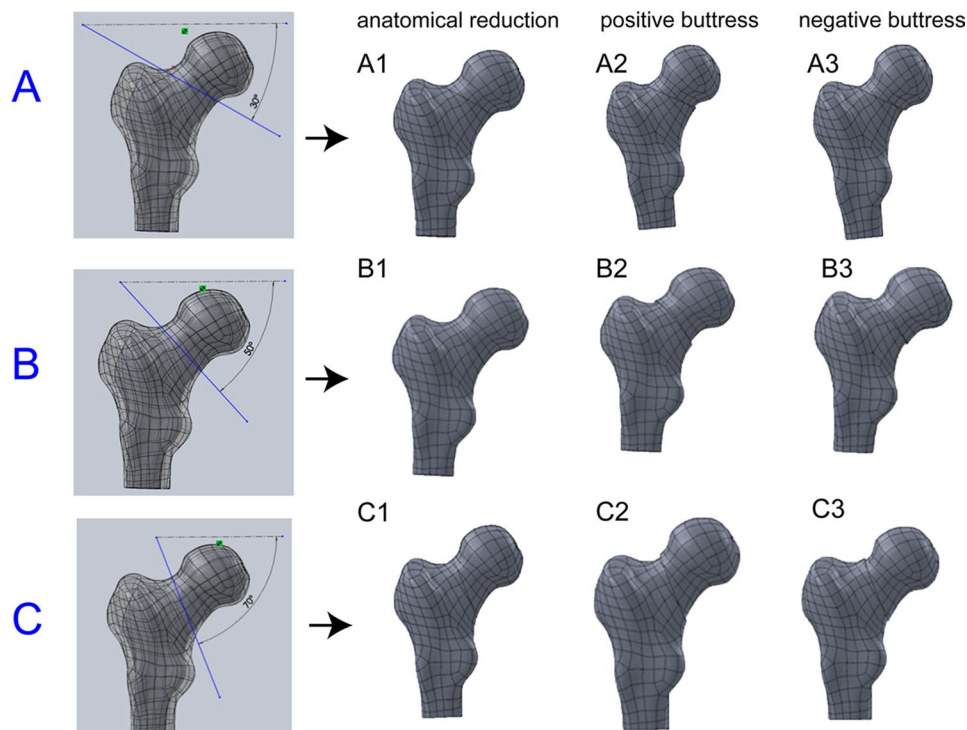 anatomical reduction positive buttress negative buttress
A 30° A1 A2 A3
B 50° B1 B2 B3
C 70° C1 C2 C3